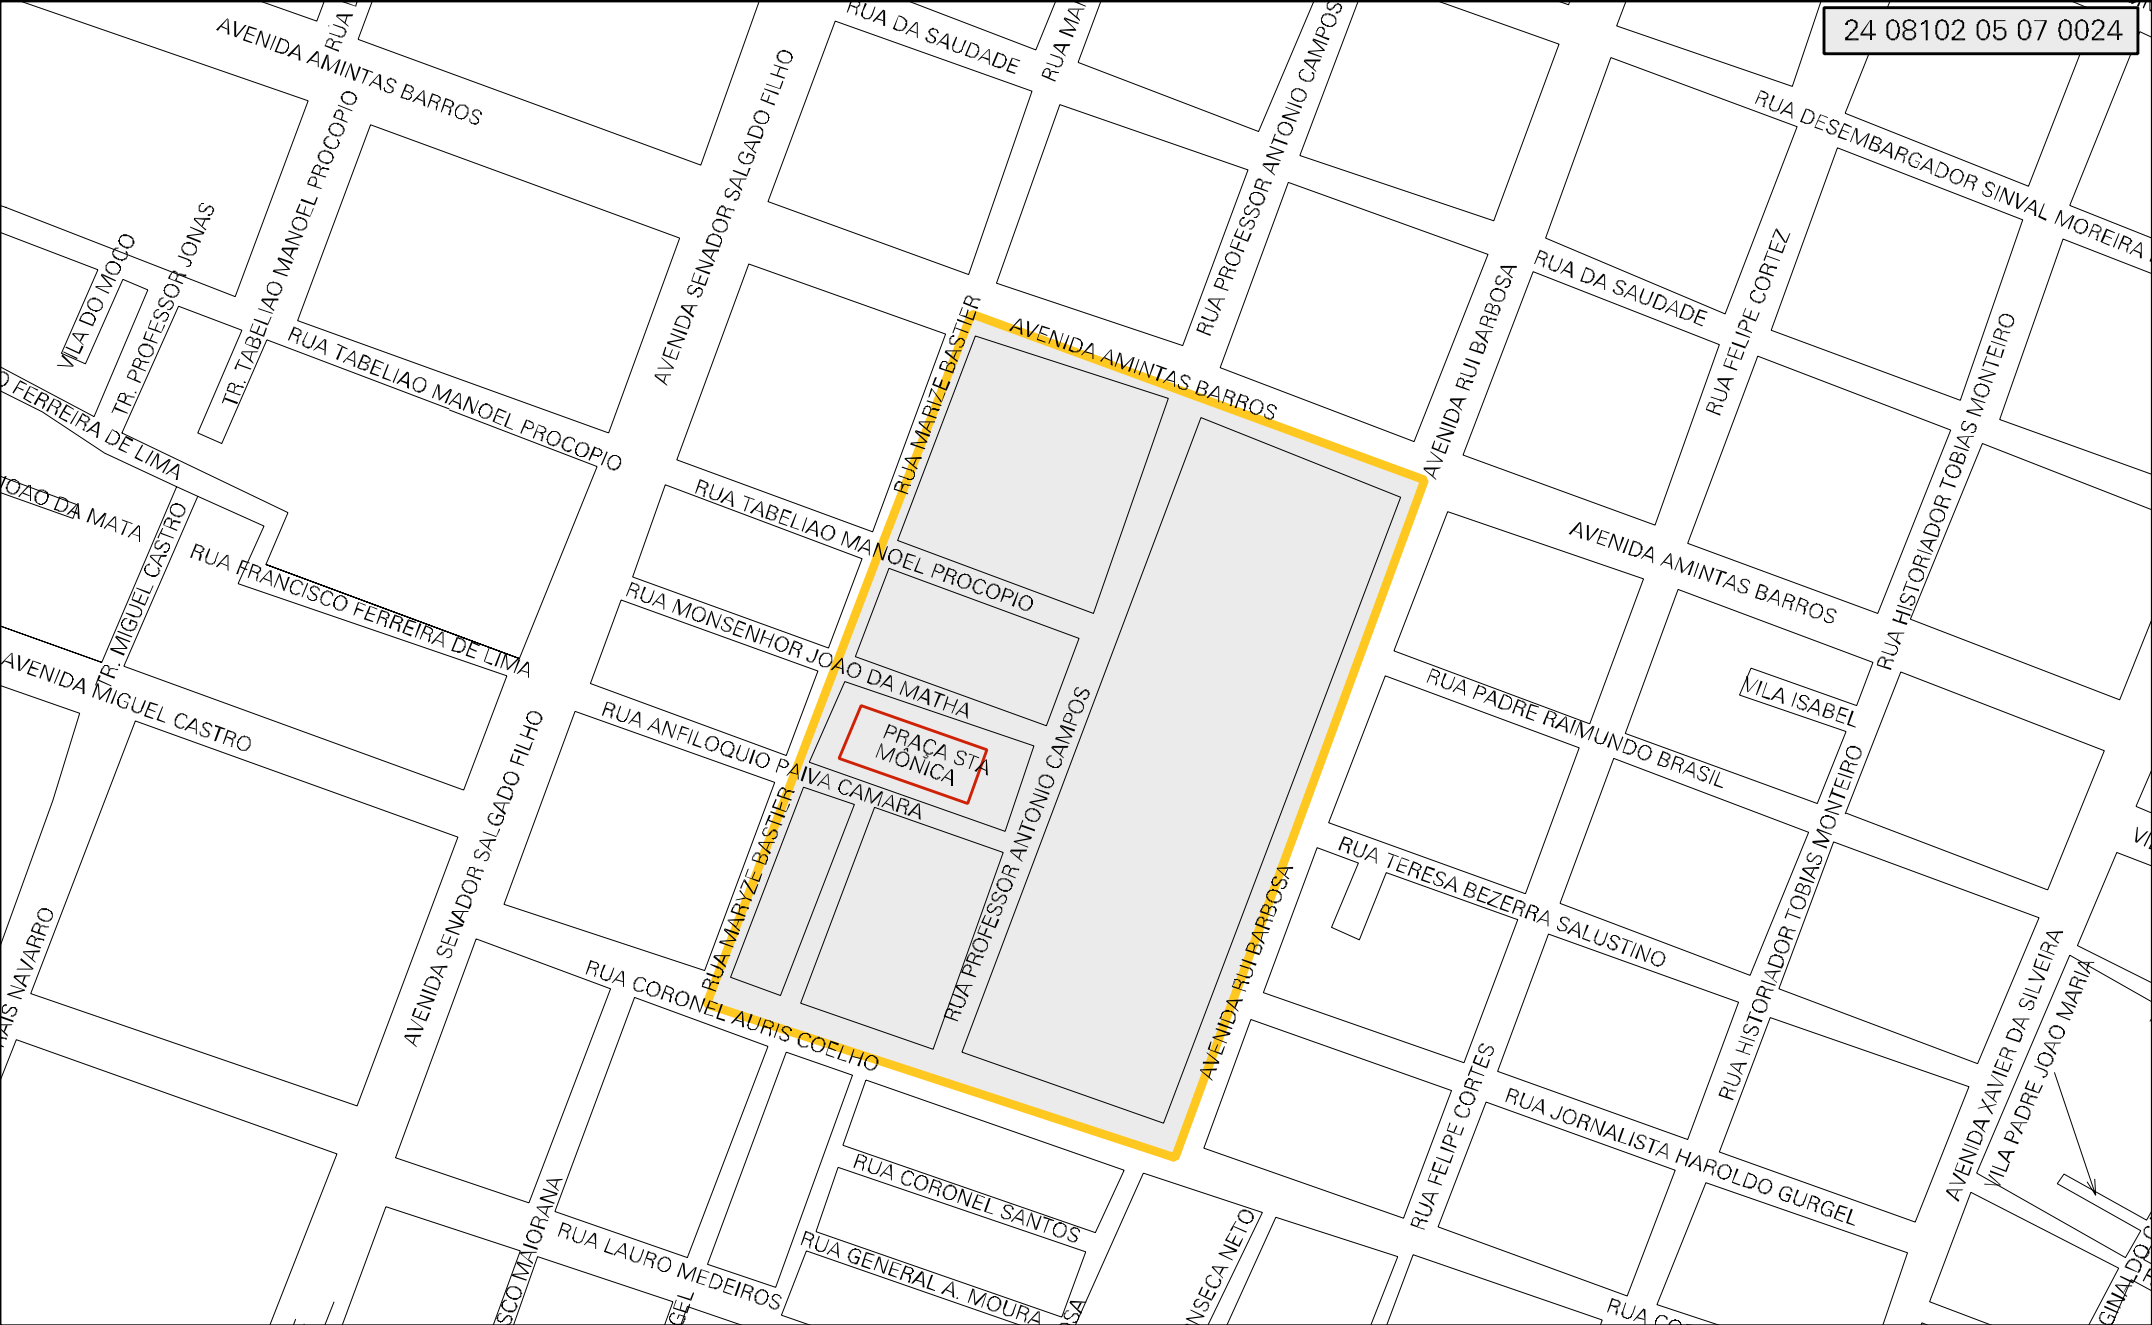 24 08102 05 07 0024
AVENIDA AMINTAS BARROS
RUA DA SAUDADE
RUA PROFESSOR ANTONIO CAMPOS
RUA DESEMBARGADOR SINVAL MOREIRA
AVENIDA SENADOR SALGADO FILHO
TR. TABELIAO MANOEL PROCOPIO
TR. PROFESSOR JONAS
VILA DO MOCO
RUA DA SAUDADE
RUA FELIPE CORTEZ
AVENIDA RUI BARBOSA
RUA HISTORIADOR TOBIAS MONTEIRO
RUA TABELIAO MANOEL PROCOPIO
RUA MARIZE BASTIER
AVENIDA AMINTAS BARROS
FERREIRA DE LIMA
JOAO DA MATA
TR. MIGUEL CASTRO
RUA FRANCISCO FERREIRA DE LIMA
RUA TABELIAO MANOEL PROCOPIO
AVENIDA AMINTAS BARROS
RUA MONSENHOR JOAO DA MATHA
AVENIDA MIGUEL CASTRO
RUA PADRE RAIMUNDO BRASIL
VILA ISABEL
RUA ANFILOQUIO PAIVA CAMARA
PRAÇA STA
MÔNICA
RUA PROFESSOR ANTONIO CAMPOS
AVENIDA SENADOR SALGADO FILHO
RUA MARYZE BASTIER
RUA TERESA BEZERRA SALUSTINO
RUA HISTORIADOR TOBIAS MONTEIRO
AVENIDA RUI BARBOSA
NAVARRO
RUA CORONEL AURIS COELHO
AVENIDA XAVIER DA SILVEIRA
VILA PADRE JOAO MARIA
RUA FELIPE CORTES
RUA JORNALISTA HAROLDO GURGEL
RUA CORONEL SANTOS
MAIORANA
RUA LAURO MEDEIROS
RUA GENERAL A. MOURA
NETO